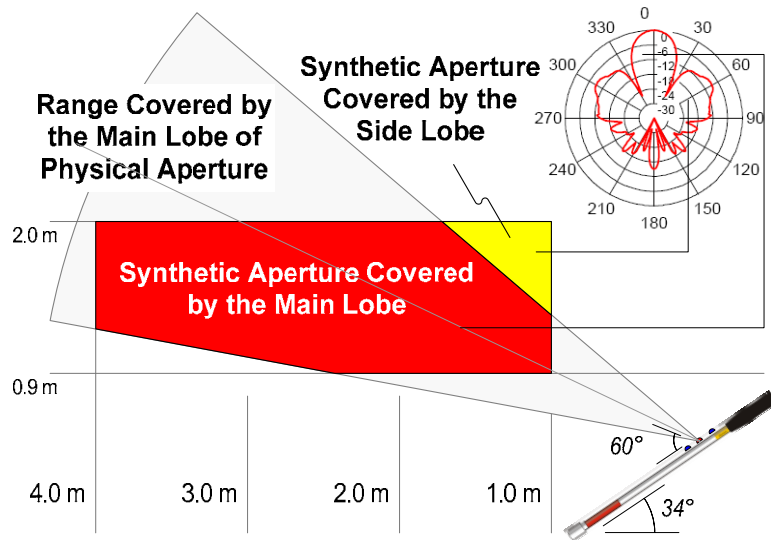 0
330
30
300
60
270
90
240
120
210
150
180
0
-6
-12
-18
-24
-30
Synthetic Aperture
Covered by the
Side Lobe
Range Covered by
the Main Lobe of
Physical Aperture
2.0 m
Synthetic Aperture Covered
by the Main Lobe
0.9 m
60°
4.0 m
3.0 m
2.0 m
1.0 m
34°